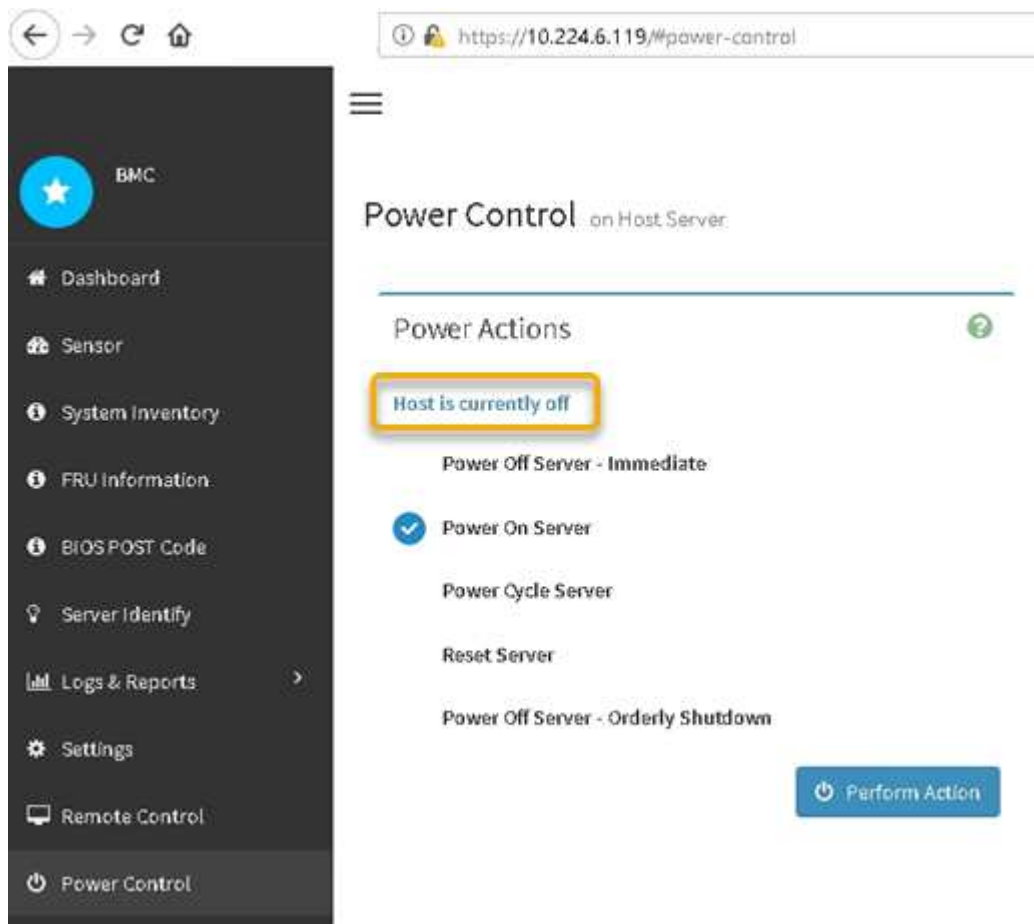 https://10.224.6.119/#power-control
BMC
Power Control on Host Server
Dashboard
Sensor
System Inventory
FRU Information
BIOS POST Code
Server Identify
Logs & Reports
Settings
Remote Control
Power Control
Power Actions
Host is currently off
Power Off Server - Immediate
Power On Server
Power Cycle Server
Reset Server
Power Off Server - Orderly Shutdown
Perform Action